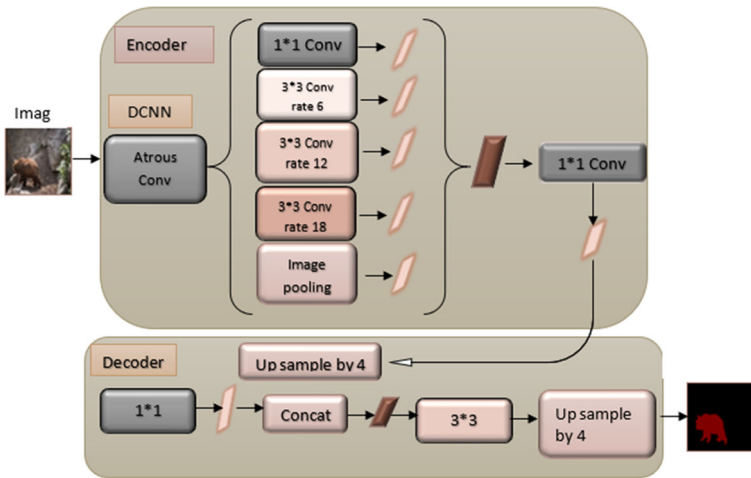 Encoder
Imag
DCNN
Atrous
Conv
1*1 Conv
3*3 Conv
rate 6
3*3 Conv
rate 12
3*3 Conv
rate 18
Image
pooling
1*1 Conv
Decoder
Up sample by 4
1*1
Concat
3*3
Up sample
by 4